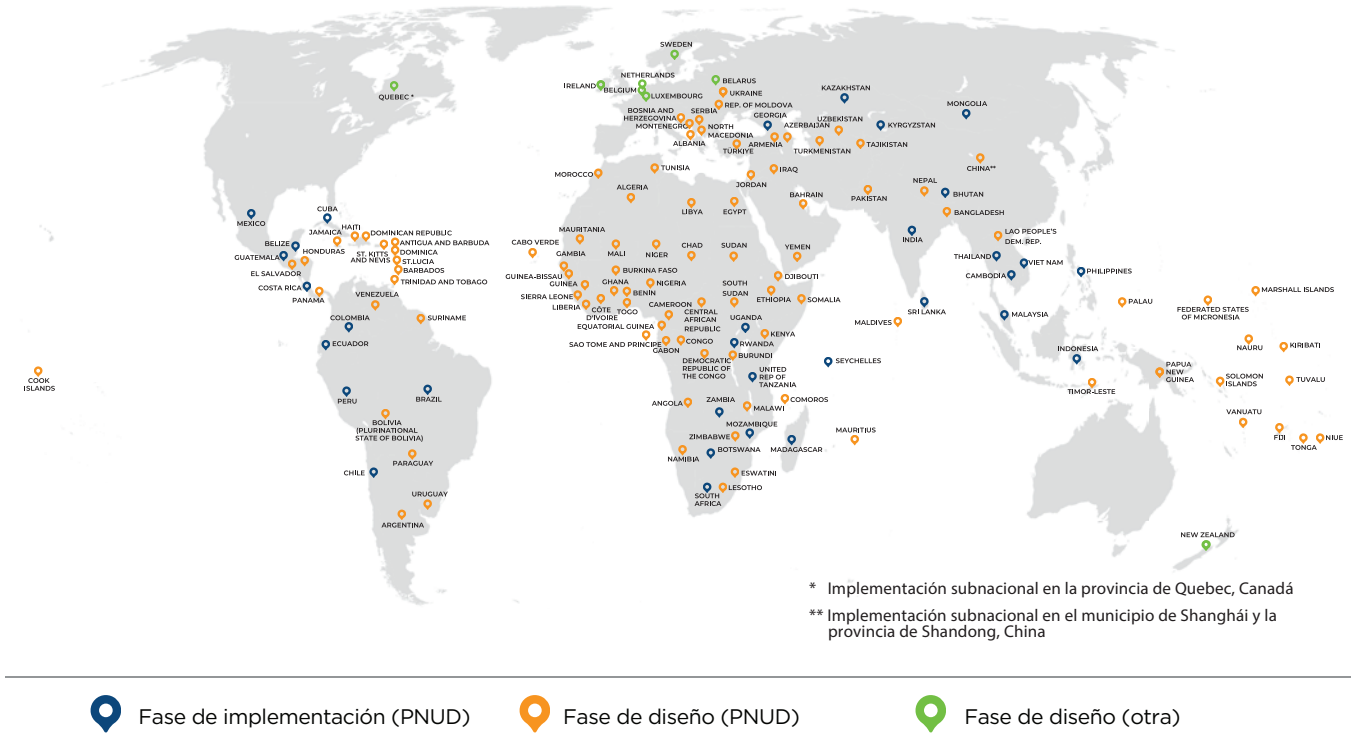 SWEDEN
NETHERLANDS
IRELAND
BELGIUM
LUXEMBOURG
BELARUS
UKRAINE
REP. OF MOLDOVA
QUEBEC *
BOSNIA AND
HERZEGOVINA
SERBIA
MONTENEGRO
NORTH
MACEDONIA
ALBANIA
GEORGIA
TÜRKIYE
ARMENIA
AZERBAIJAN
KAZAKHSTAN
UZBEKISTAN
TURKMENISTAN
KYRGYZSTAN
TAJIKISTAN
MONGOLIA
CHINA**
MOROCCO
TUNISIA
ALGERIA
LIBYA
EGYPT
JORDAN
IRAQ
BAHRAIN
PAKISTAN
NEPAL
BHUTAN
BANGLADESH
INDIA
LAO PEOPLE'S
DEM. REP.
THAILAND
VIET NAM
CAMBODIA
PHILIPPINES
MEXICO
CUBA
HAITI
JAMAICA
DOMINICAN REPUBLIC
ANTIGUA AND BARBUDA
DOMINICA
ST. KITTS
AND NEVIS
ST.LUCIA
BARBADOS
TRINIDAD AND TOBAGO
BELIZE
GUATEMALA
HONDURAS
EL SALVADOR
COSTA RICA
PANAMA
VENEZUELA
COLOMBIA
SURINAME
ECUADOR
PERU
BRAZIL
BOLIVIA
(PLURINATIONAL
STATE OF BOLIVIA)
PARAGUAY
CHILE
URUGUAY
ARGENTINA
COOK
ISLANDS
CABO VERDE
MAURITANIA
GAMBIA
MALI
NIGER
CHAD
SUDAN
YEMEN
GUINEA-BISSAU
GUINEA
BURKINA FASO
NIGERIA
GHANA
BENIN
SIERRA LEONE
LIBERIA
CÔTE
D'IVOIRE
TOGO
CAMEROON
CENTRAL
AFRICAN
REPUBLIC
SOUTH
SUDAN
DJIBOUTI
ETHIOPIA
SOMALIA
EQUATORIAL GUINEA
SAO TOME AND PRINCIPE
GABON
CONGO
DEMOCRATIC
REPUBLIC OF
THE CONGO
UGANDA
KENYA
RWANDA
BURUNDI
UNITED
REP OF
TANZANIA
SEYCHELLES
MALDIVES
SRI LANKA
MALAYSIA
INDONESIA
TIMOR-LESTE
PALAU
MARSHALL ISLANDS
FEDERATED STATES
OF MICRONESIA
NAURU
KIRIBATI
PAPUA
NEW
GUINEA
SOLOMON
ISLANDS
TUVALU
VANUATU
FIJI
TONGA
NIUE
ANGOLA
ZAMBIA
MALAWI
COMOROS
MOZAMBIQUE
ZIMBABWE
MAURITIUS
MADAGASCAR
NAMIBIA
BOTSWANA
ESWATINI
SOUTH
AFRICA
LESOTHO
NEW ZEALAND
* Implementación subnacional en la provincia de Quebec, Canadá
** Implementación subnacional en el municipio de Shanghái y la
provincia de Shandong, China
Fase de implementación (PNUD)
Fase de diseño (PNUD)
Fase de diseño (otra)